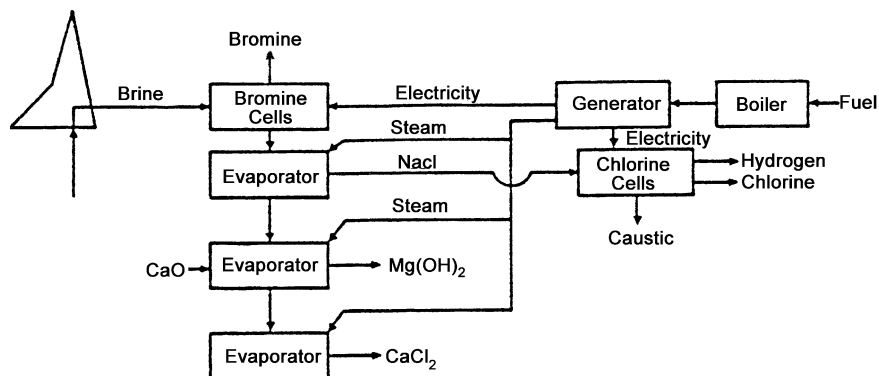 Bromine
Brine
Bromine
Cells
Electricity
Generator
Boiler
Fuel
Steam
Electricity
Evaporator
Nacl
Chlorine
Cells
Hydrogen
Chlorine
Steam
Caustic
CaO
Evaporator
Mg(OH)₂
Evaporator
CaCl₂